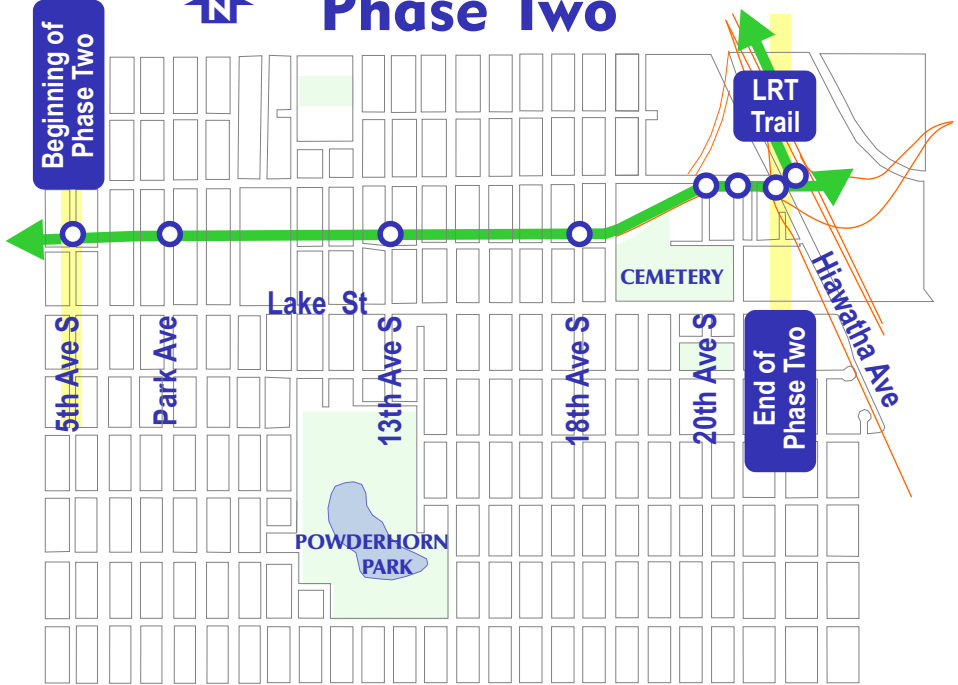 N
Phase Two
Beginning of
Phase Two
LRT
Trail
CEMETERY
Hiawatha Ave
Lake St
5th Ave S
Park Ave
13th Ave S
18th Ave S
20th Ave S
End of
Phase Two
POWDERHORN
PARK